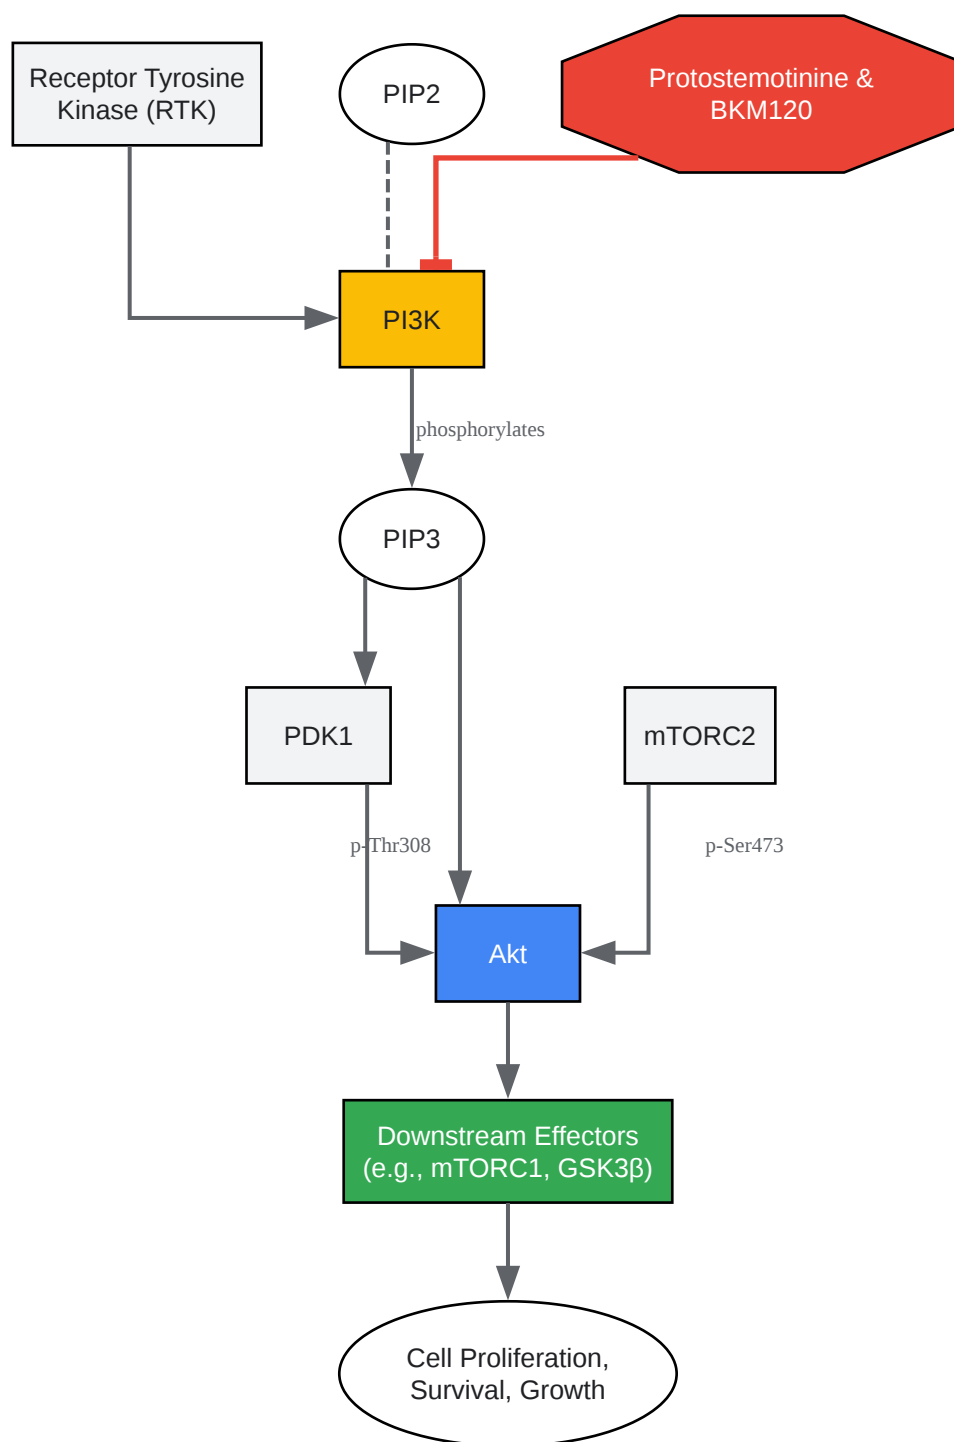 Receptor Tyrosine
Kinase (RTK)
PIP2
Protostemotinine &
BKM120
PI3K
phosphorylates
PIP3
PDK1
mTORC2
p-Thr308
p-Ser473
Akt
Downstream Effectors
(e.g., mTORC1, GSK3β)
Cell Proliferation,
Survival, Growth